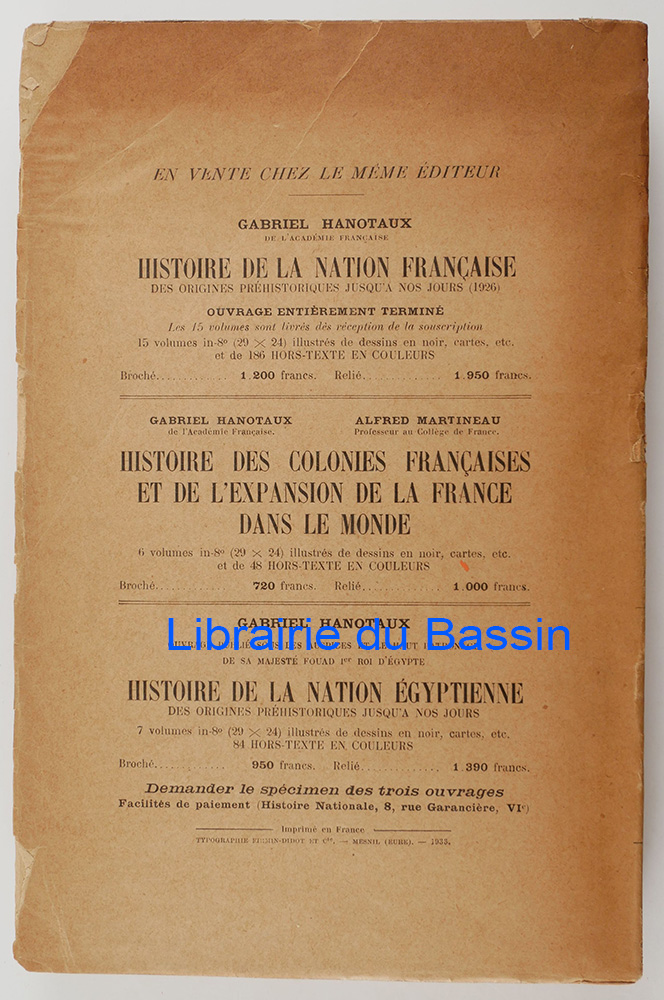 EN VENTE CHEZ LE MÊME ÉDITEUR
GABRIEL HANOTAUX
DE L'ACADÉMIE FRANÇAISE
HISTOIRE DE LA NATION FRANÇAISE
DES ORIGINES PRÉHISTORIQUES JUSQU'A NOS JOURS (1926)
OUVRAGE ENTIÈREMENT TERMINÉ
Les 15 volumes sont livrés dès réception de la souscription
15 volumes in-8º (29 × 24) illustrés de dessins en noir, cartes, etc.
et de 186 HORS-TEXTE EN COULEURS
Broché............ 1.200 francs. Relié............. 1.950 francs.
GABRIEL HANOTAUX ALFRED MARTINEAU
de l'Académie Française. Professeur au Collège de France.
HISTOIRE DES COLONIES FRANÇAISES
ET DE L'EXPANSION DE LA FRANCE
DANS LE MONDE
6 volumes in-8º (29 × 24) illustrés de dessins en noir, cartes, etc.
et de 48 HORS-TEXTE EN COULEURS
Broché............ 720 francs. Relié............. 1.000 francs.
GABRIEL HANOTAUX
Librairie du Bassin
DE SA MAJESTÉ FOUAD Iᵉʳ ROI D'ÉGYPTE
HISTOIRE DE LA NATION ÉGYPTIENNE
DES ORIGINES PRÉHISTORIQUES JUSQU'A NOS JOURS
7 volumes in-8º (29 × 24) illustrés de dessins en noir, cartes, etc.
84 HORS-TEXTE EN COULEURS
Broché............ 950 francs. Relié............. 1.390 francs.
Demander le spécimen des trois ouvrages
Facilités de paiement (Histoire Nationale, 8, rue Garancière, VIᵉ)
Imprimé en France
TYPOGRAPHIE FIRMIN-DIDOT ET Cⁱᵉ. — MESNIL (EURE). — 1933.